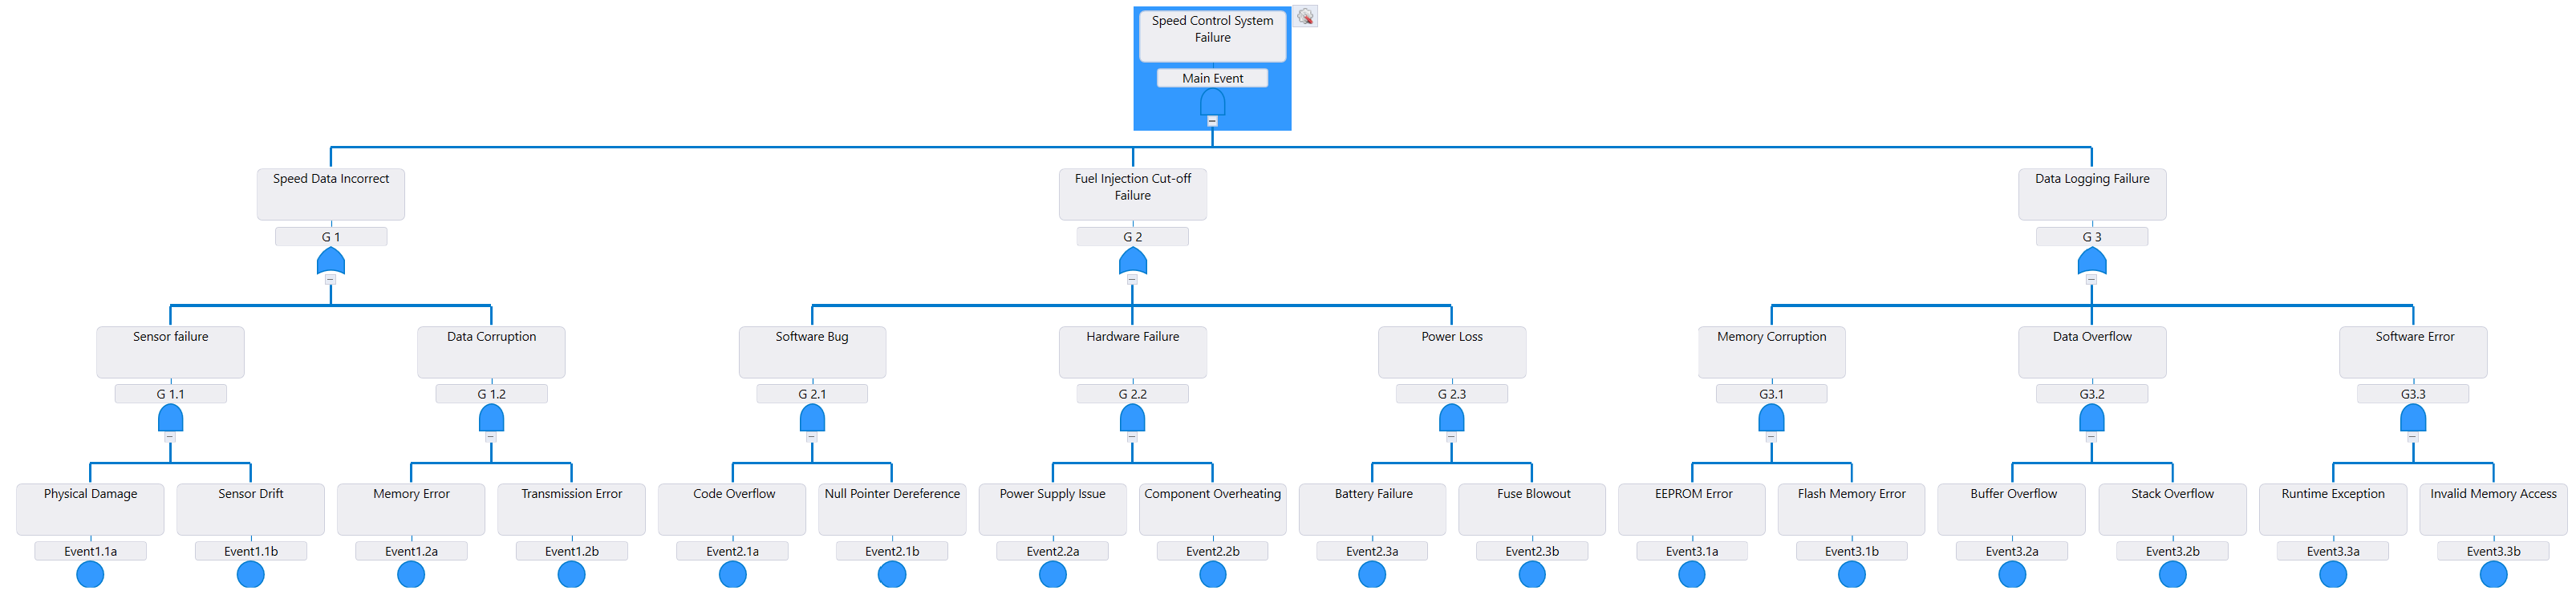 Speed Control System
Failure
Main Event
Speed Data Incorrect
G 1
Fuel Injection Cut-off
Failure
G 2
Data Logging Failure
G 3
Sensor failure
G 1.1
Data Corruption
G 1.2
Software Bug
G 2.1
Hardware Failure
G 2.2
Power Loss
G 2.3
Memory Corruption
G3.1
Data Overflow
G3.2
Software Error
G3.3
Physical Damage
Event1.1a
Sensor Drift
Event1.1b
Memory Error
Event1.2a
Transmission Error
Event1.2b
Code Overflow
Event2.1a
Null Pointer Dereference
Event2.1b
Power Supply Issue
Event2.2a
Component Overheating
Event2.2b
Battery Failure
Event2.3a
Fuse Blowout
Event2.3b
EEPROM Error
Event3.1a
Flash Memory Error
Event3.1b
Buffer Overflow
Event3.2a
Stack Overflow
Event3.2b
Runtime Exception
Event3.3a
Invalid Memory Access
Event3.3b